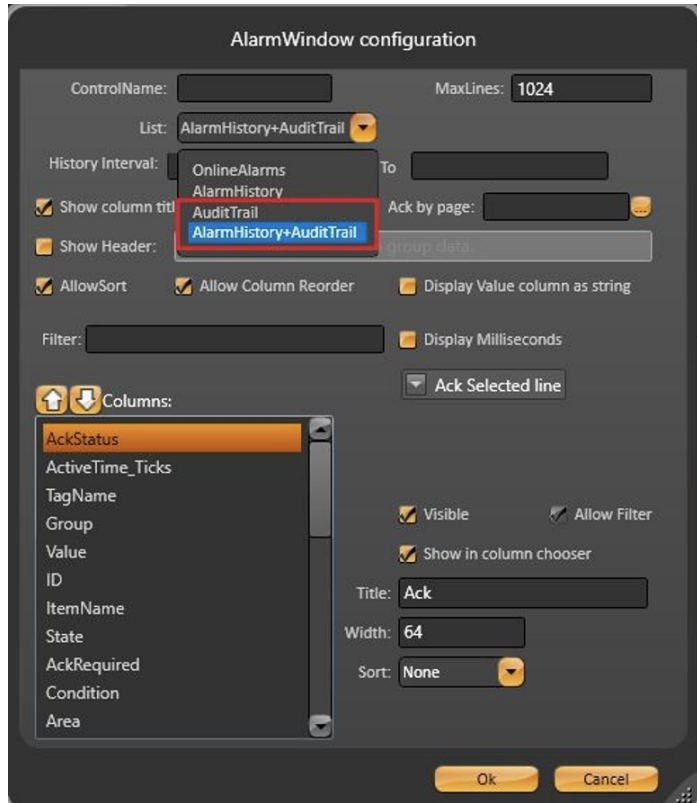 AlarmWindow configuration
ControlName:
MaxLines: 1024
List: AlarmHistory+AuditTrail
History Interval:
To
OnlineAlarms
AlarmHistory
AuditTrail
AlarmHistory+AuditTrail
Show column
Ack by page:
Show Header:
group data.
AllowSort
Allow Column Reorder
Display Value column as string
Filter:
Display Milliseconds
Ack Selected line
Columns:
AckStatus
ActiveTime_Ticks
TagName
Group
Value
ID
ItemName
State
AckRequired
Condition
Area
Visible
Allow Filter
Show in column chooser
Title: Ack
Width: 64
Sort: None
Ok
Cancel